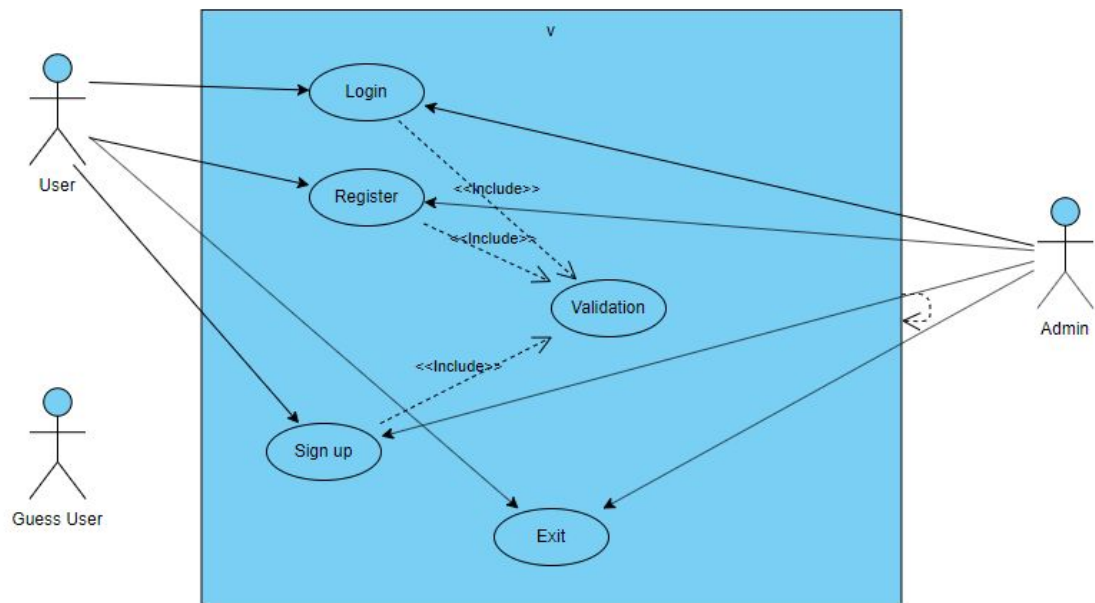 v
Login
User
Register
<<Include>>
<<Include>>
Validation
Admin
<<Include>>
Sign up
Guess User
Exit